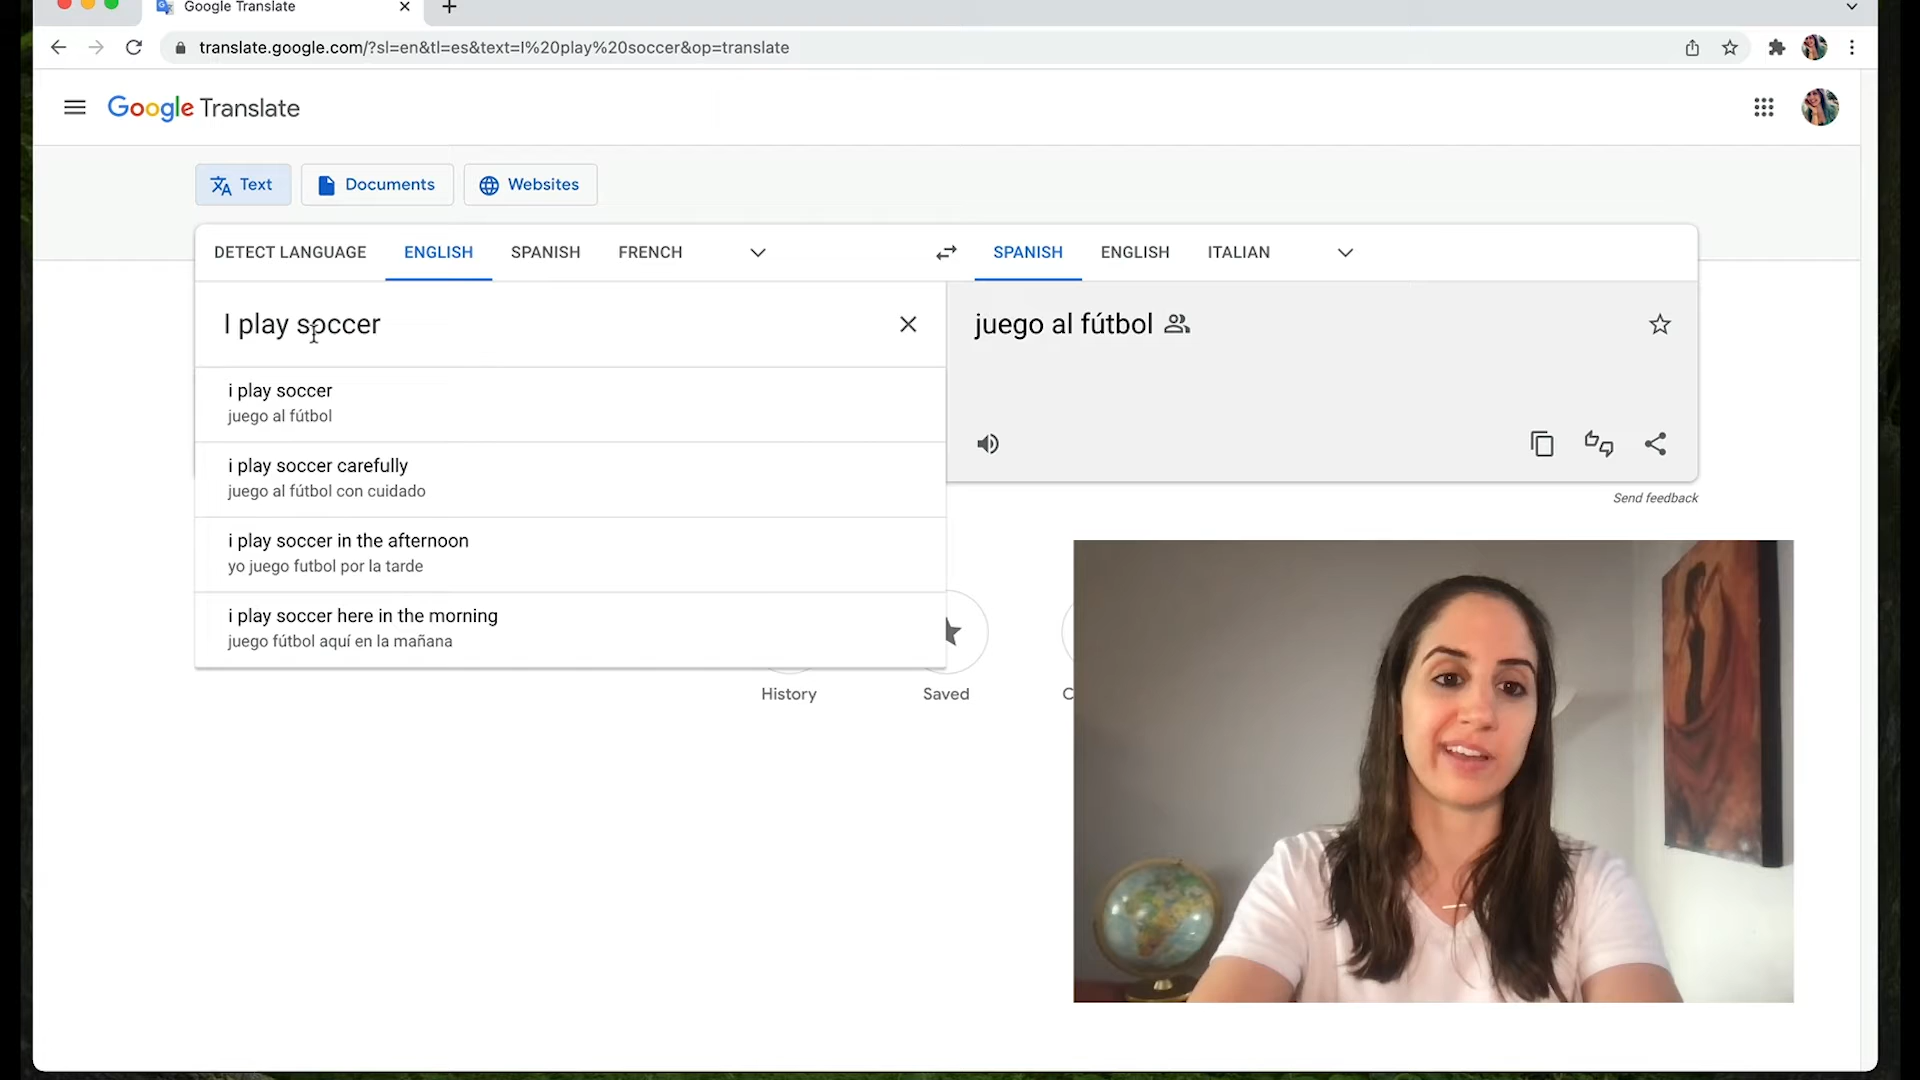 Google Translate
translate.google.com/?sl=en&tl=es&text=I%20play%20soccer&op=translate
Google Translate
Text
Documents
Websites
DETECT LANGUAGE
ENGLISH
SPANISH
FRENCH
SPANISH
ENGLISH
ITALIAN
I play soccer
juego al fútbol
i play soccer
juego al fútbol
i play soccer carefully
juego al fútbol con cuidado
i play soccer in the afternoon
yo juego futbol por la tarde
i play soccer here in the morning
juego fútbol aquí en la mañana
Send feedback
History
Saved